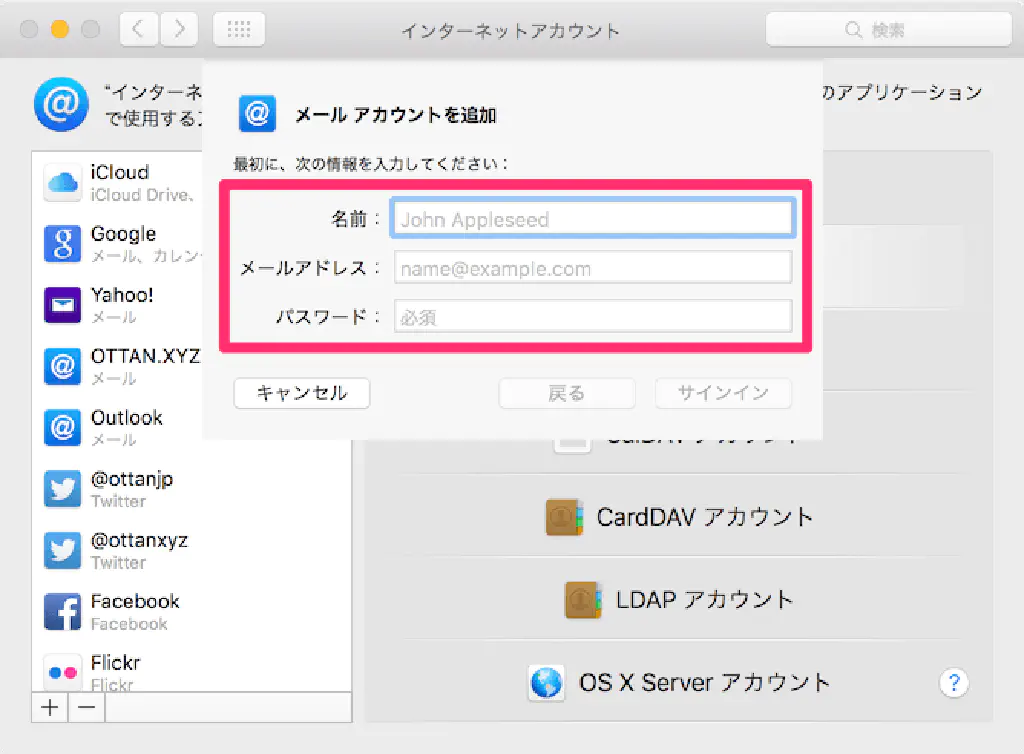 インターネットアカウント
検索
"インターネ
で使用する
のアプリケーション
メール アカウントを追加
最初に、次の情報を入力してください：
名前：
John Appleseed
メールアドレス：
name@example.com
パスワード：
必須
キャンセル
戻る
サインイン
iCloud
iCloud Drive、
Google
メール、カレン
Yahoo!
メール
OTTAN.XYZ
メール
Outlook
メール
@ottanjp
Twitter
@ottanxyz
Twitter
Facebook
Facebook
Flickr
Flickr
CalDAV アカウント
CardDAV アカウント
LDAP アカウント
OS X Server アカウント
?